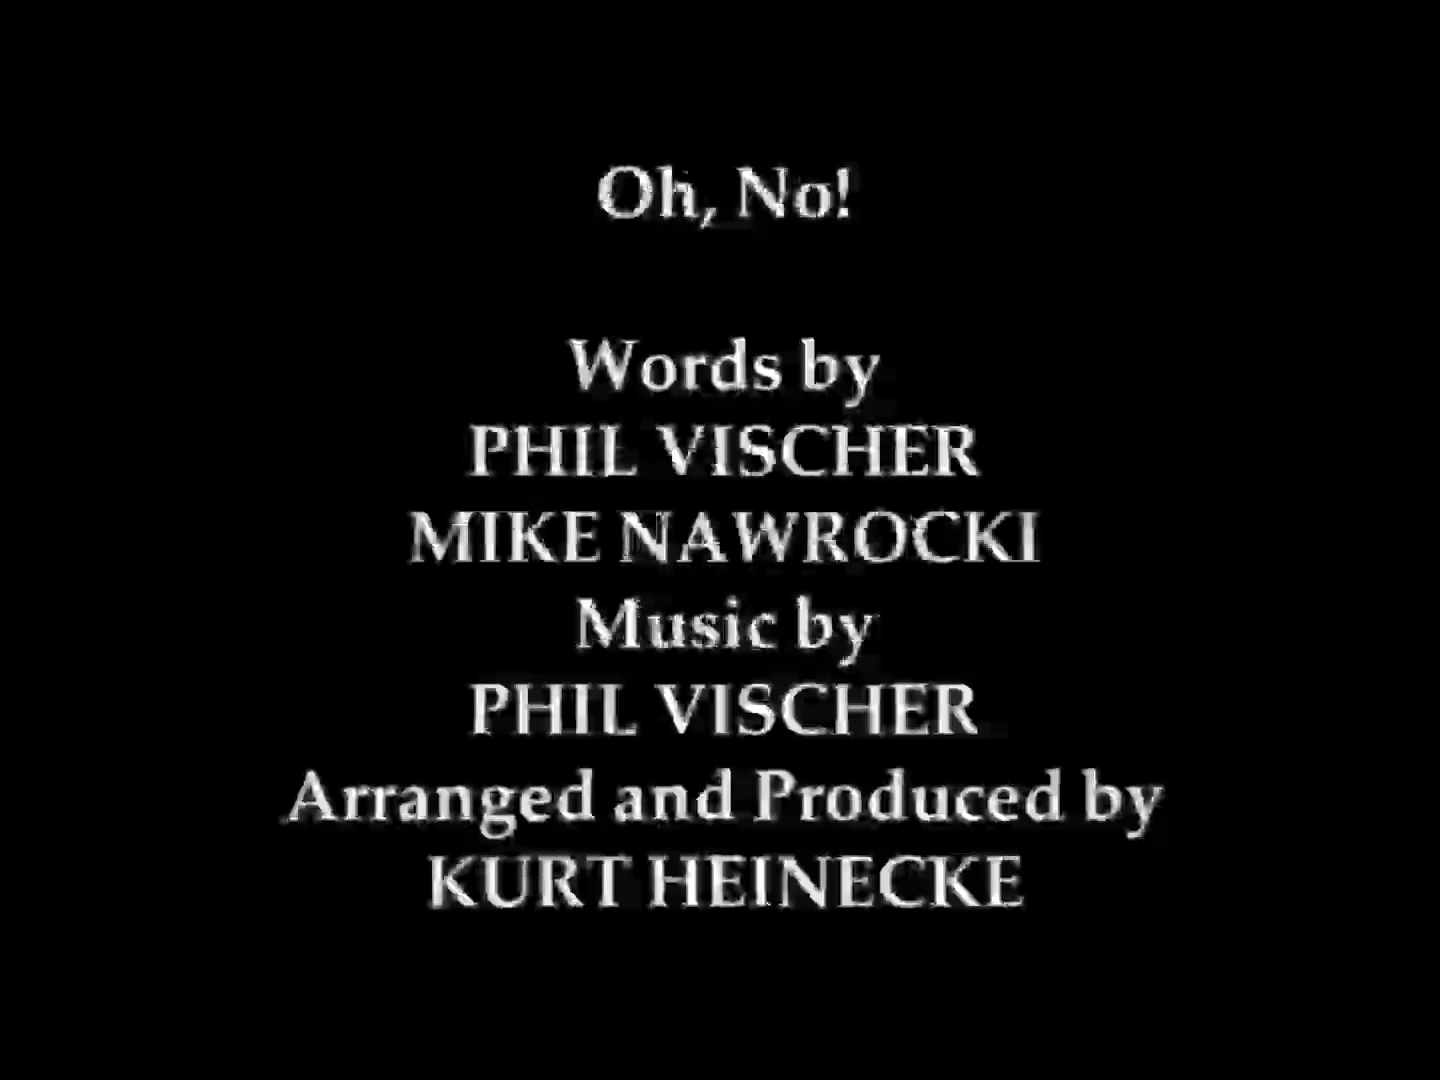 Oh, No!
Words by
PHIL VISCHER
MIKE NAWROCKI
Music by
PHIL VISCHER
Arranged and Produced by
KURT HEINECKE